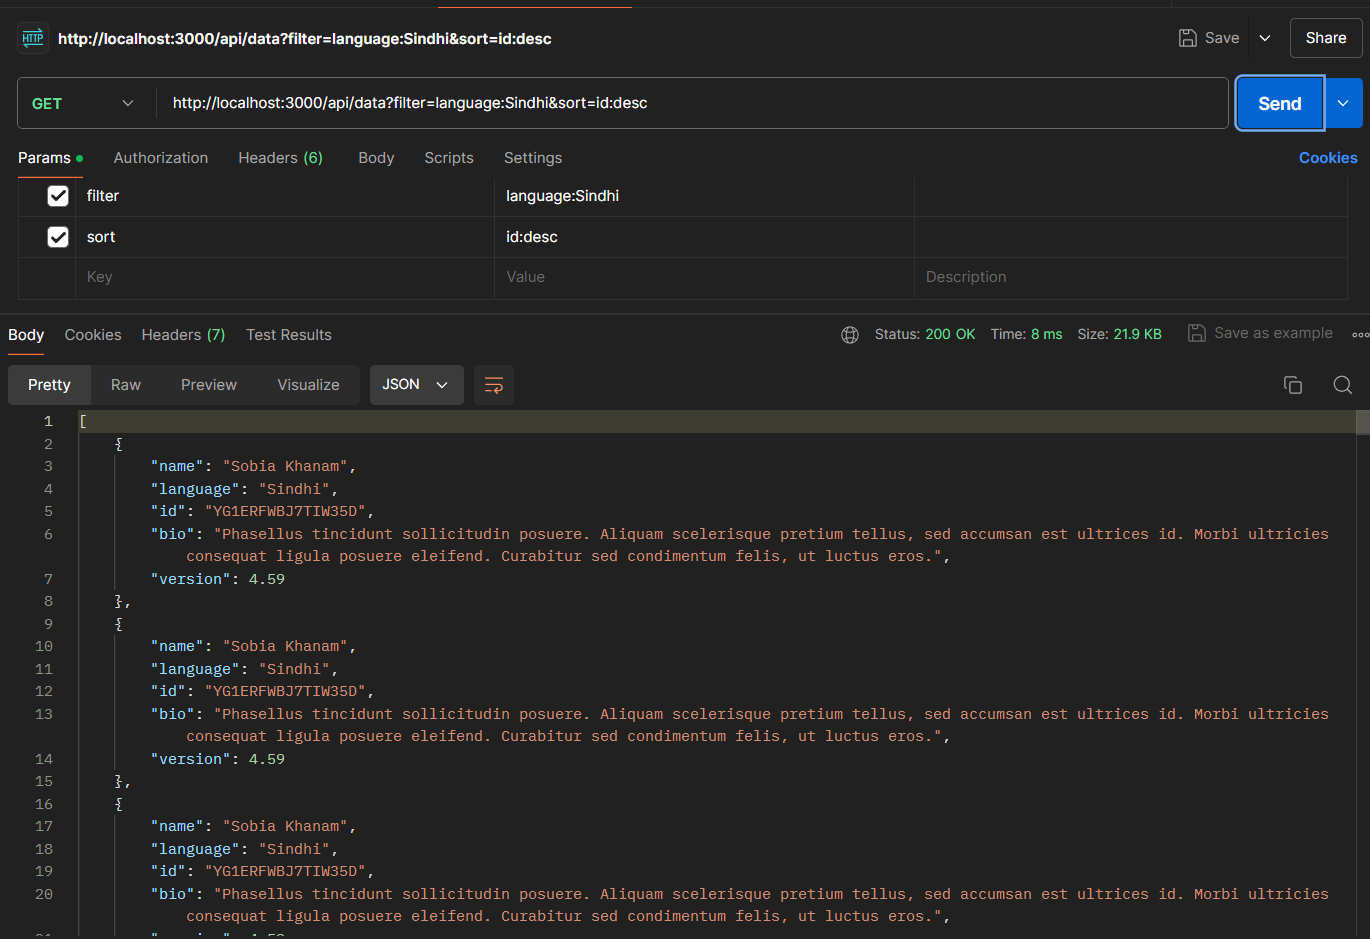 HTTP http://localhost:3000/api/data?filter=language:Sindhi&sort=id:desc Save Share
GET http://localhost:3000/api/data?filter=language:Sindhi&sort=id:desc Send
Params Authorization Headers (6) Body Scripts Settings Cookies
filter language:Sindhi
sort id:desc
Key Value Description
Body Cookies Headers (7) Test Results Status: 200 OK Time: 8 ms Size: 21.9 KB Save as example
Pretty Raw Preview Visualize JSON
1 [
2 {
3 "name": "Sobia Khanam",
4 "language": "Sindhi",
5 "id": "YG1ERFWBJ7TIW35D",
6 "bio": "Phasellus tincidunt sollicitudin posuere. Aliquam scelerisque pretium tellus, sed accumsan est ultrices id. Morbi ultricies
consequat ligula posuere eleifend. Curabitur sed condimentum felis, ut luctus eros.",
7 "version": 4.59
8 },
9 {
10 "name": "Sobia Khanam",
11 "language": "Sindhi",
12 "id": "YG1ERFWBJ7TIW35D",
13 "bio": "Phasellus tincidunt sollicitudin posuere. Aliquam scelerisque pretium tellus, sed accumsan est ultrices id. Morbi ultricies
consequat ligula posuere eleifend. Curabitur sed condimentum felis, ut luctus eros.",
14 "version": 4.59
15 },
16 {
17 "name": "Sobia Khanam",
18 "language": "Sindhi",
19 "id": "YG1ERFWBJ7TIW35D",
20 "bio": "Phasellus tincidunt sollicitudin posuere. Aliquam scelerisque pretium tellus, sed accumsan est ultrices id. Morbi ultricies
consequat ligula posuere eleifend. Curabitur sed condimentum felis, ut luctus eros.",